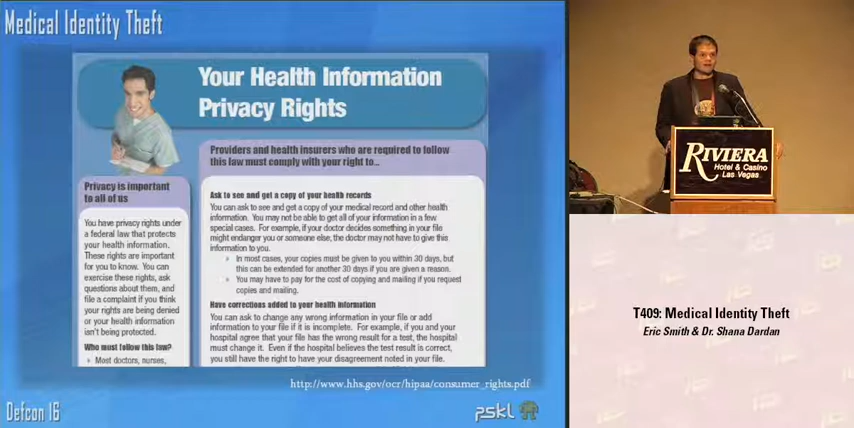 Medical Identity Theft
Your Health Information
Privacy Rights
Providers and health insurers who are required to follow
this law must comply with your right to...
Privacy is important
to all of us
You have privacy rights under
a federal law that protects
your health information.
These rights are important
for you to know. You can
exercise these rights, ask
questions about them, and
file a complaint if you think
your rights are being denied
or your health information
isn't being protected.
Who must follow this law?
» Most doctors, nurses,
Ask to see and get a copy of your health records
You can ask to see and get a copy of your medical record and other health
information. You may not be able to get all of your information in a few
special cases. For example, if your doctor decides something in your file
might endanger you or someone else, the doctor may not have to give this
information to you.
» In most cases, your copies must be given to you within 30 days, but
this can be extended for another 30 days if you are given a reason.
» You may have to pay for the cost of copying and mailing if you request
copies and mailing.
Have corrections added to your health information
You can ask to change any wrong information in your file or add
information to your file if it is incomplete. For example, if you and your
hospital agree that your file has the wrong result for a test, the hospital
must change it. Even if the hospital believes the test result is correct,
you still have the right to have your disagreement noted in your file.
http://www.hhs.gov/ocr/hipaa/consumer_rights.pdf
Defcon 16
pskl
RIVIERA
Hotel & Casino
Las Vegas
T409: Medical Identity Theft
Eric Smith & Dr. Shana Dardan